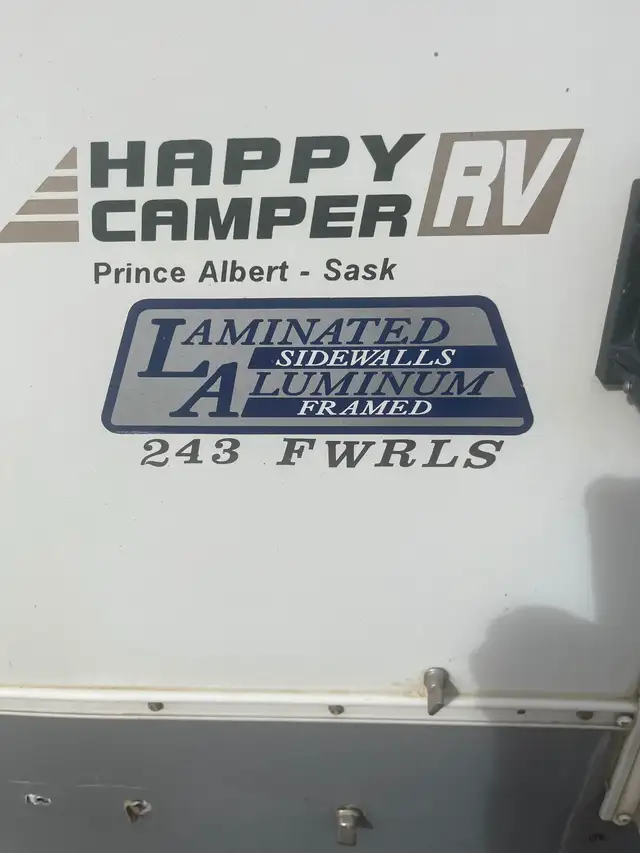 HAPPY
CAMPER RV
Prince Albert - Sask
LAMINATED
SIDEWALLS
ALUMINUM
FRAMED
243 FWRLS